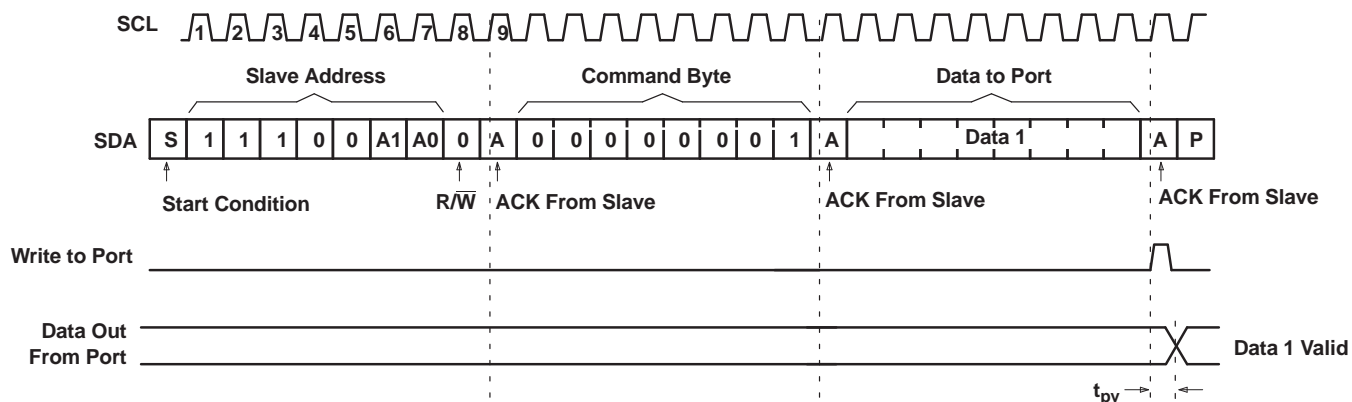 SCL 1 2 3 4 5 6 7 8 9
Slave Address Command Byte Data to Port
SDA S 1 1 1 0 0 A1 A0 0 A 0 0 0 0 0 0 0 1 A Data 1 A P
Start Condition R/W̅ ACK From Slave ACK From Slave ACK From Slave
Write to Port
Data Out
From Port
Data 1 Valid
tpv